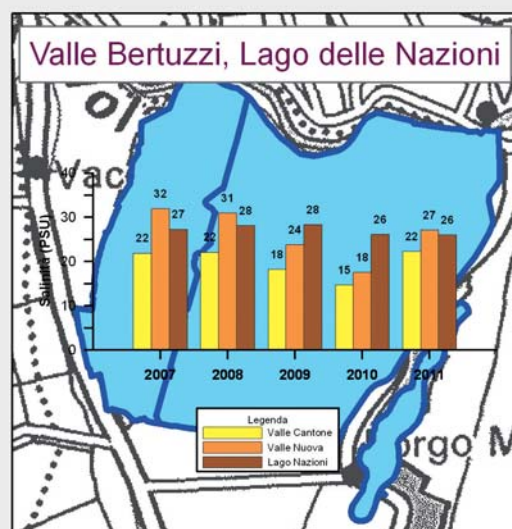 Valle Bertuzzi, Lago delle Nazioni
Vac
Salinità (PSU)
40
30
20
10
0
22 32 27
22 31 28
18 24 28
15 18 26
22 27 26
2007 2008 2009 2010 2011
Legenda
Valle Cantone
Valle Nuova
Lago Nazioni
orgo M